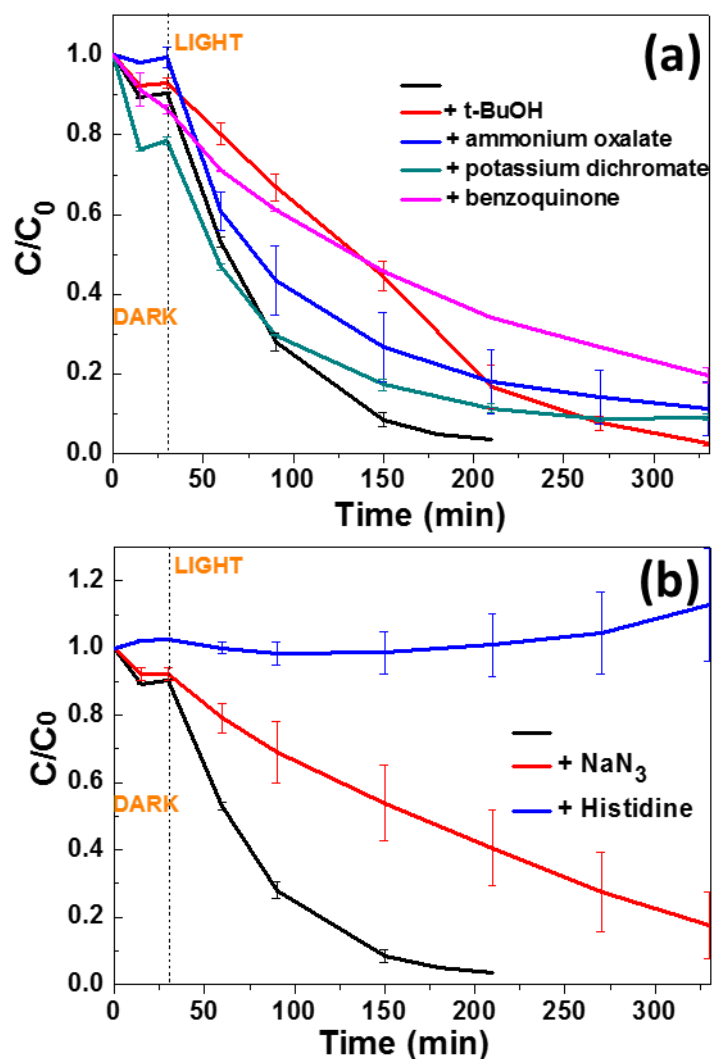 LIGHT
(a)
+ t-BuOH
+ ammonium oxalate
+ potassium dichromate
+ benzoquinone
DARK
C/C0
1.0
0.8
0.6
0.4
0.2
0.0
0 50 100 150 200 250 300
Time (min)
LIGHT
(b)
+ NaN3
+ Histidine
DARK
C/C0
1.2
1.0
0.8
0.6
0.4
0.2
0.0
0 50 100 150 200 250 300
Time (min)